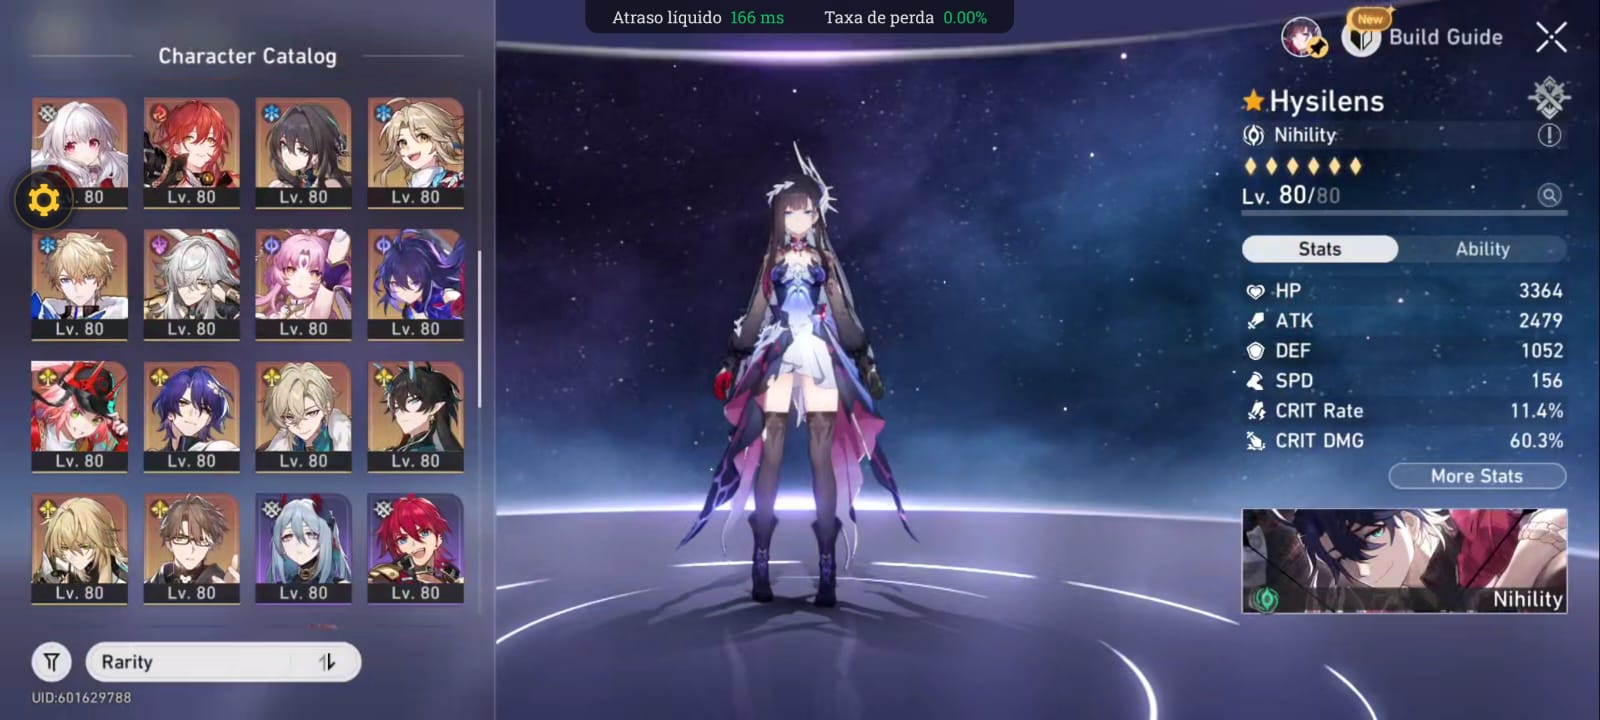 Atraso líquido 166 ms Taxa de perda 0.00%
Character Catalog
80 Lv. 80 Lv. 80 Lv. 80
Lv. 80 Lv. 80 Lv. 80 Lv. 80
Lv. 80 Lv. 80 Lv. 80 Lv. 80
Lv. 80 Lv. 80 Lv. 80 Lv. 80
Rarity
UID:601629788
New
Build Guide
Hysilens
Nihility
Lv. 80/80
Stats Ability
HP 3364
ATK 2479
DEF 1052
SPD 156
CRIT Rate 11.4%
CRIT DMG 60.3%
More Stats
Nihility